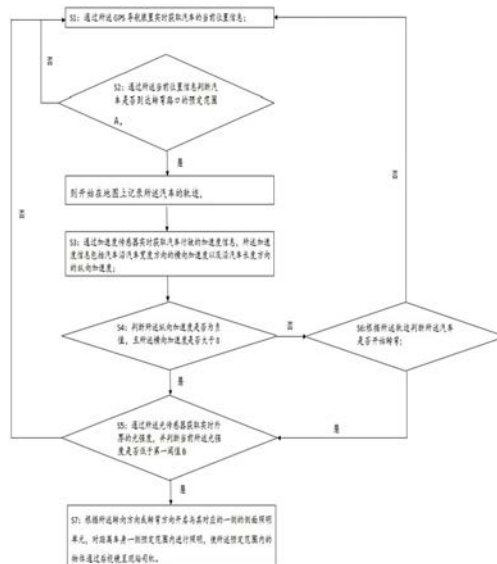 S1：通过所述GPS导航装置实时获取汽车的当前位置信息；
否
S2：通过所述当前位置信息判断汽
车是否到达转弯路口的预定范围
A。
是
则开始在地图上记录所述汽车的轨迹。
否
否
S3：通过加速度传感器实时获取汽车行驶的加速度信息，所述加速
度信息包括汽车沿汽车宽度方向的横向加速度以及沿汽车长度方向
的纵向加速度；
S4：判断所述纵向加速度是否为负
值，且所述横向加速度是否大于0
否
S6:根据所述轨迹判断所述汽车
是否开始转弯；
是
是
S5：通过所述光传感器获取实时外
界的光强度，并判断当前所述光强
度是否低于第一阈值B
是
S7：根据所述转向方向或转弯方向开启与其对应的一侧的侧面照明
单元，对距离车身一侧预定范围内进行照明，使所述预定范围内的
物体通过后视镜呈现给司机。